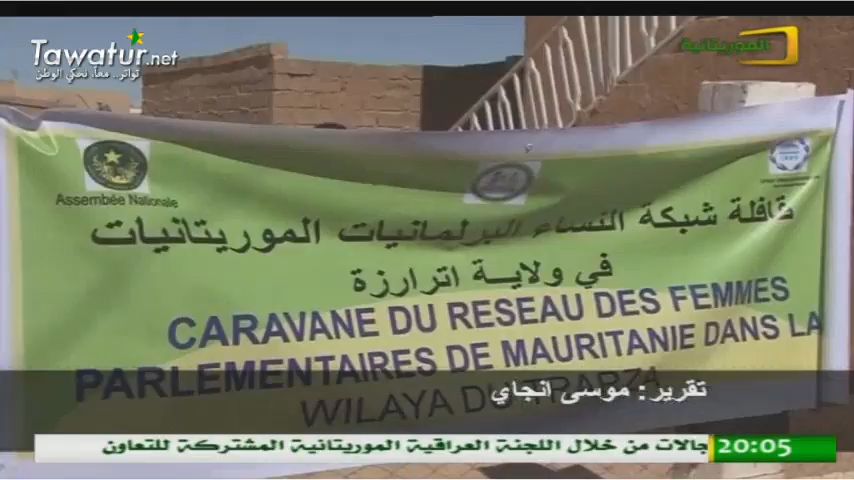 Tawatur.net
تواتر.. معاً، نحكي الوطن
الموريتانية
Assembée Nationale
قافلة شبكة النساء البرلمانيات الموريتانيات
في ولاية اترارزة
CARAVANE DU RESEAU DES FEMMES
PARLEMENTAIRES DE MAURITANIE DANS LA
WILAYA DU TRARZA
تقرير : موسى انجاي
جالات من خلال اللجنة العراقية الموريتانية المشتركة للتعاون
20:05